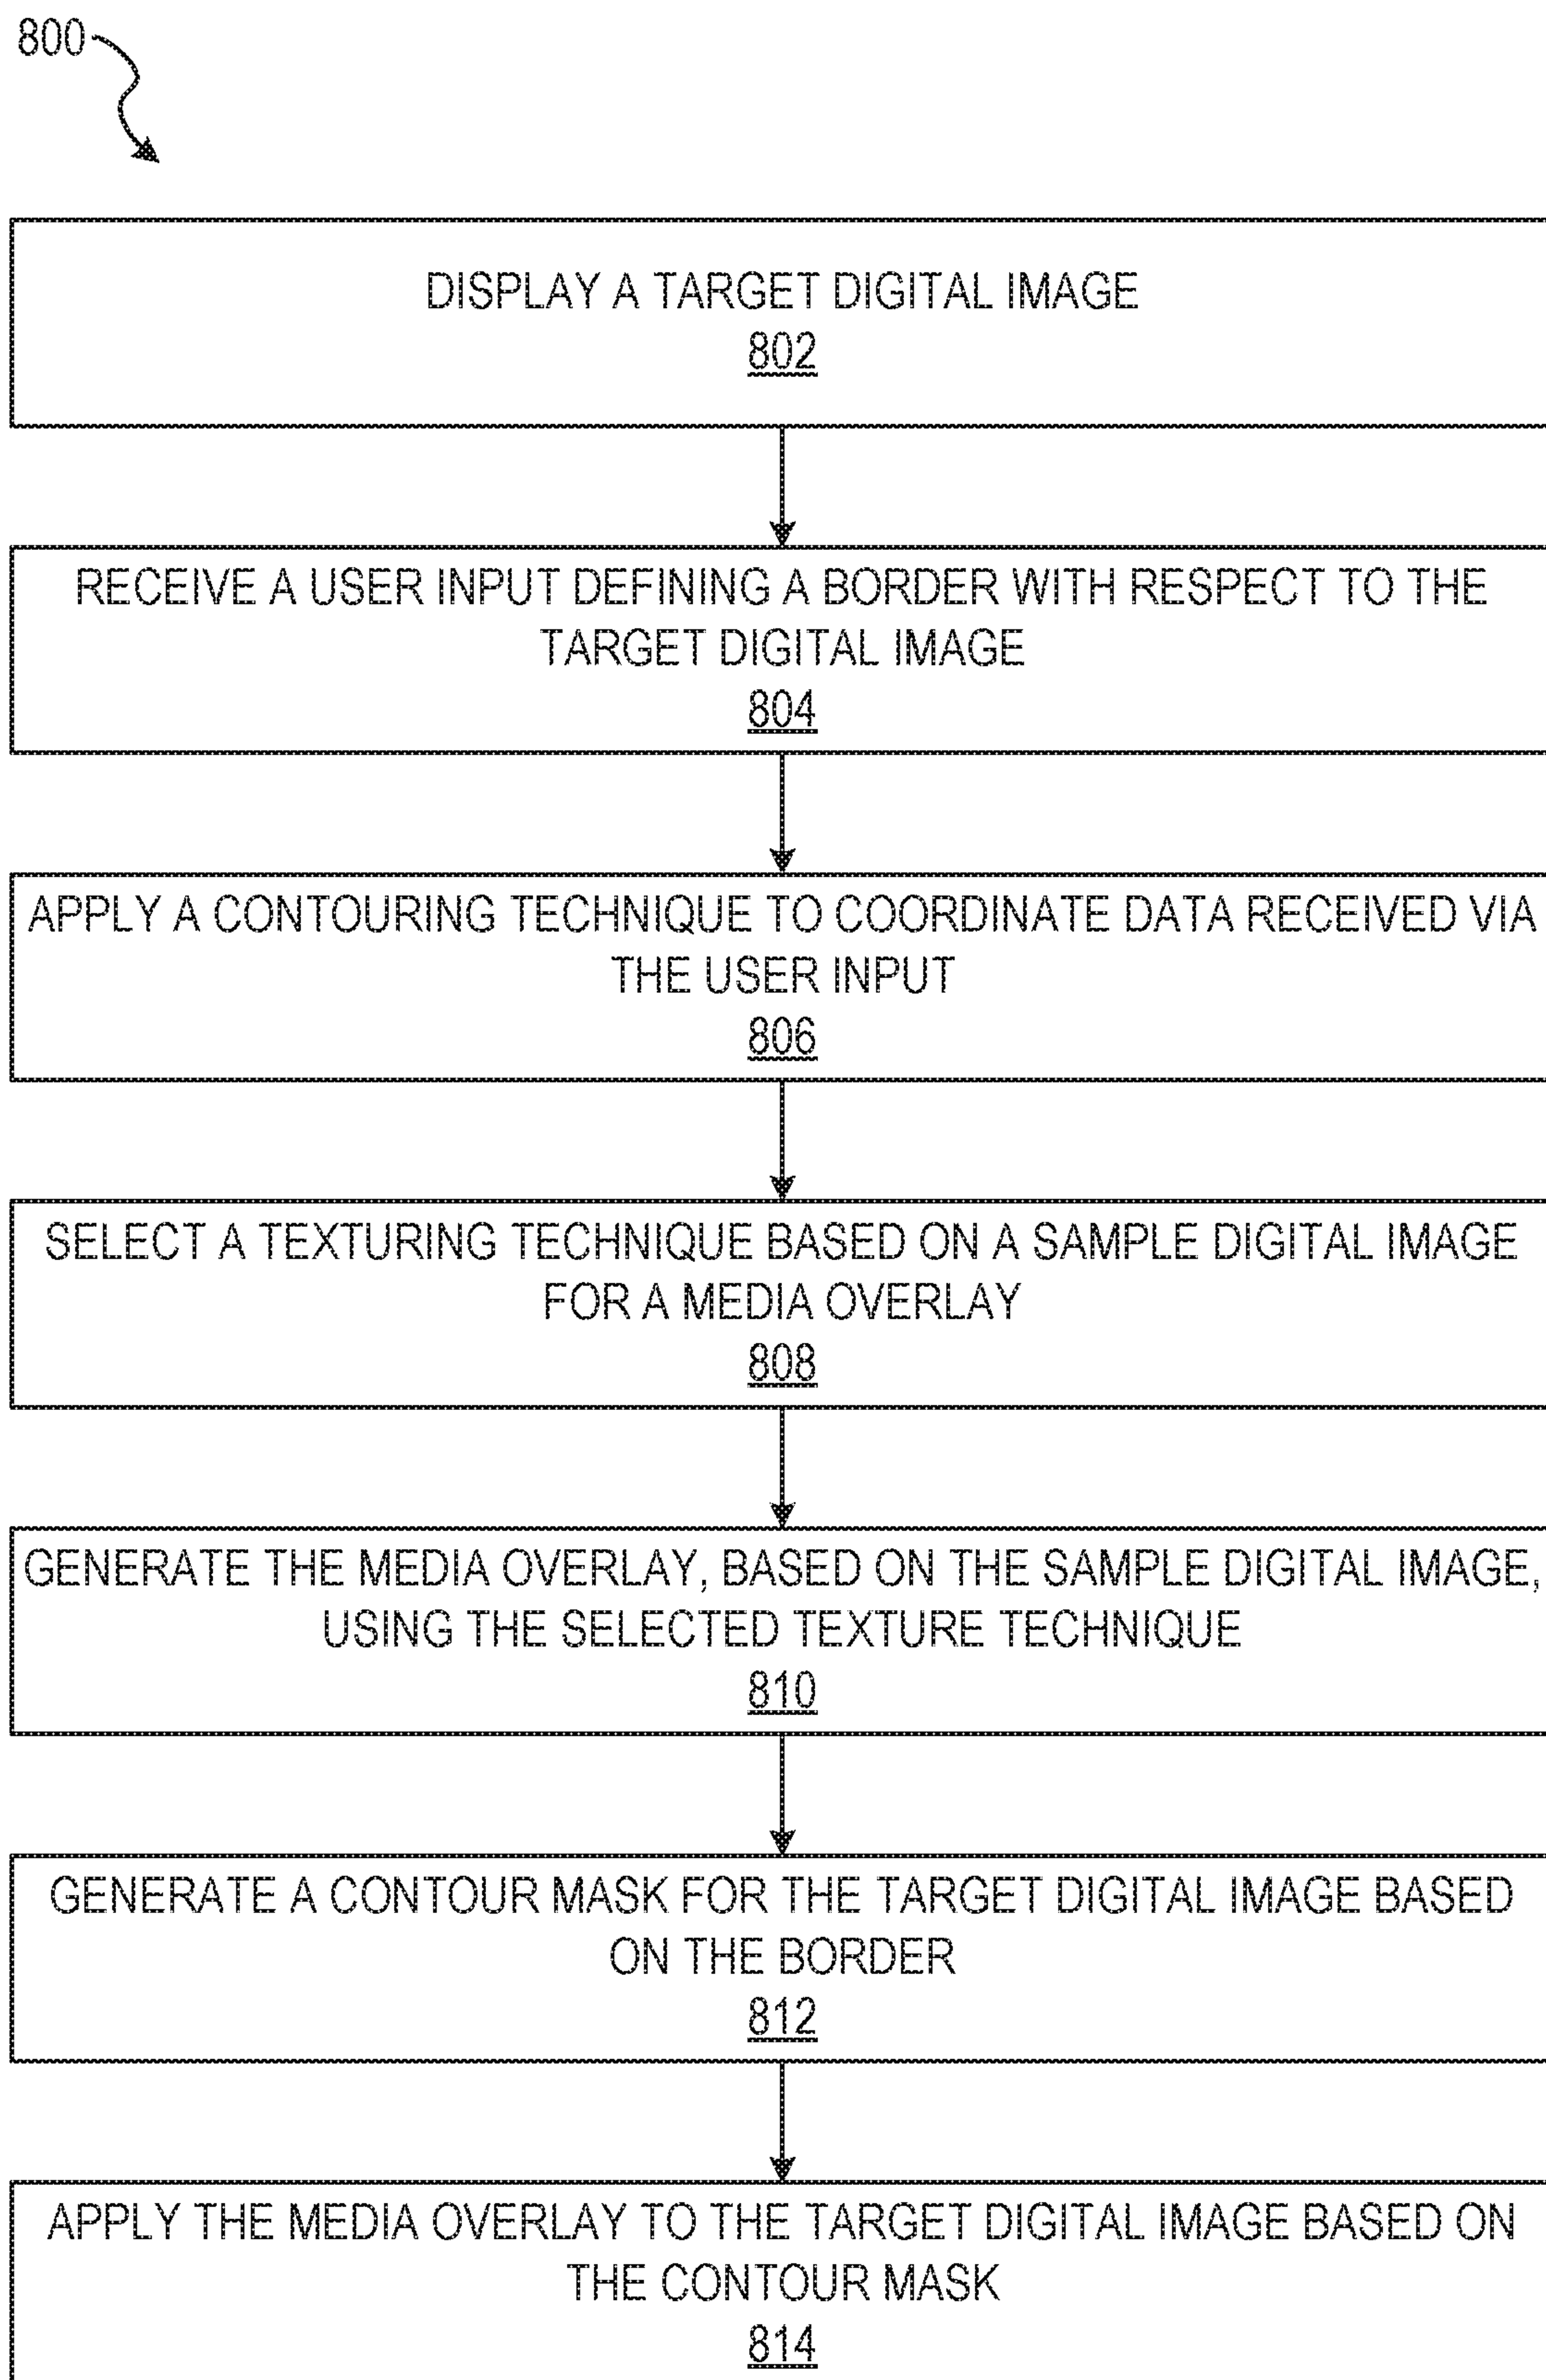 800
DISPLAY A TARGET DIGITAL IMAGE
802
RECEIVE A USER INPUT DEFINING A BORDER WITH RESPECT TO THE
TARGET DIGITAL IMAGE
804
APPLY A CONTOURING TECHNIQUE TO COORDINATE DATA RECEIVED VIA
THE USER INPUT
806
SELECT A TEXTURING TECHNIQUE BASED ON A SAMPLE DIGITAL IMAGE
FOR A MEDIA OVERLAY
808
GENERATE THE MEDIA OVERLAY, BASED ON THE SAMPLE DIGITAL IMAGE,
USING THE SELECTED TEXTURE TECHNIQUE
810
GENERATE A CONTOUR MASK FOR THE TARGET DIGITAL IMAGE BASED
ON THE BORDER
812
APPLY THE MEDIA OVERLAY TO THE TARGET DIGITAL IMAGE BASED ON
THE CONTOUR MASK
814